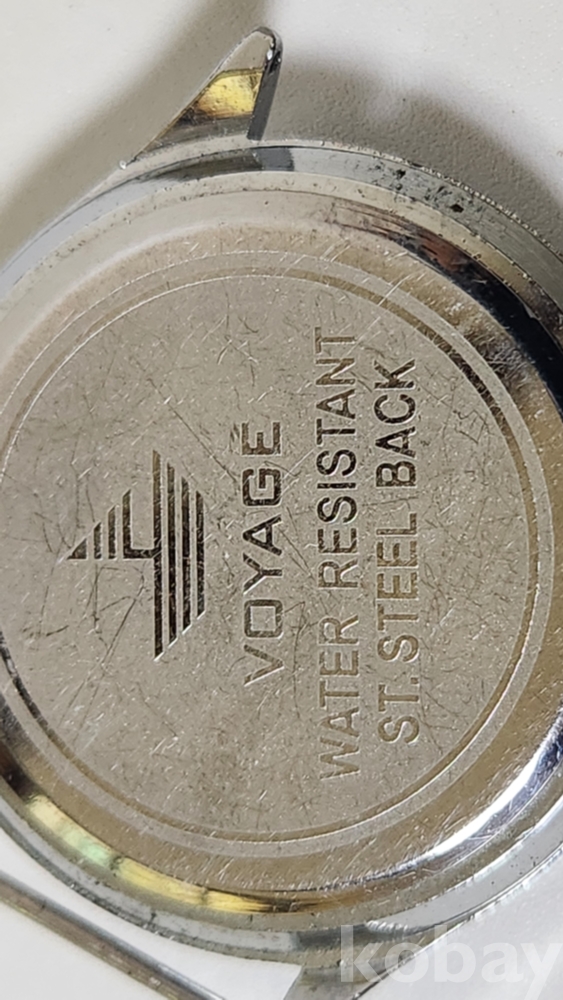 VOYAGE
WATER RESISTANT
ST.STEEL BACK
kobay